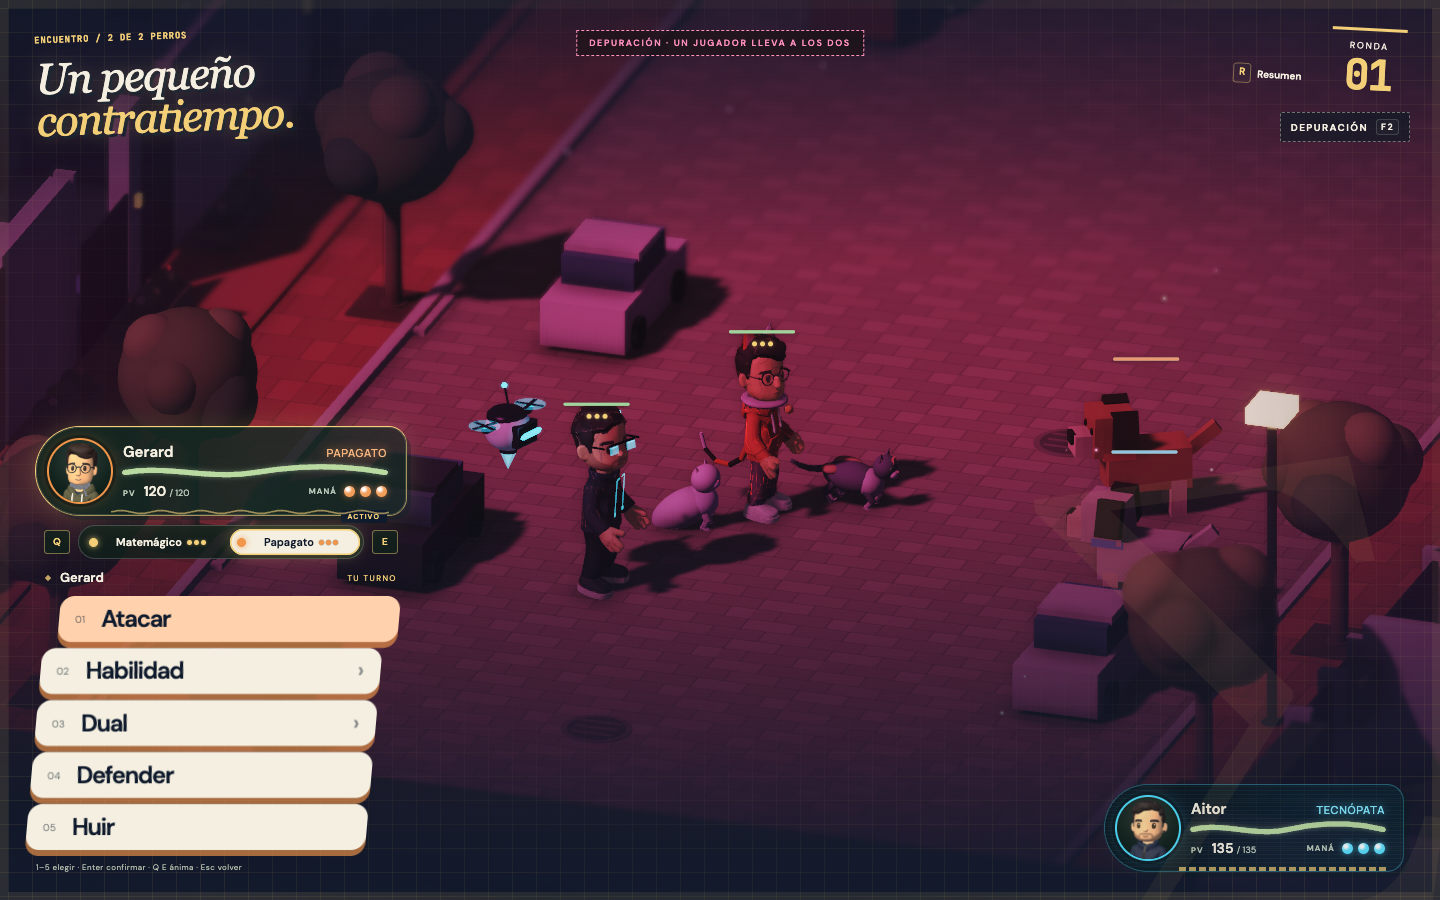 ENCUENTRO / 2 DE 2 PERROS
Un pequeño
contratiempo.
DEPURACIÓN · UN JUGADOR LLEVA A LOS DOS
R Resumen
RONDA
01
DEPURACIÓN F2
Gerard PAPAGATO
PV 120 / 120 MANÁ
ACTIVO
Q Matemágico Papagato E
Gerard TU TURNO
01 Atacar
02 Habilidad ›
03 Dual ›
04 Defender
05 Huir
1–5 elegir · Enter confirmar · Q E ánima · Esc volver
Aitor TECNÓPATA
PV 135 / 135 MANÁ